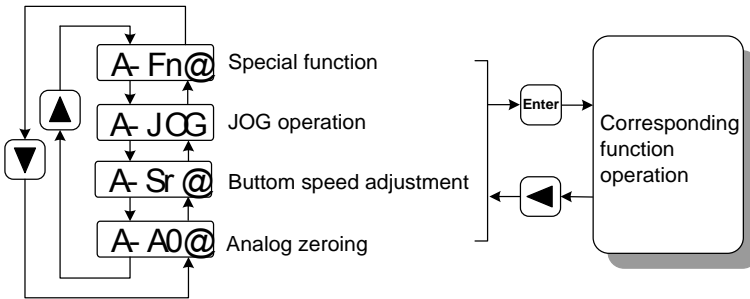 A- Fn@ Special function
A- JOG JOG operation
A- Sr @ Buttom speed adjustment
A- A0@ Analog zeroing
Enter
Corresponding
function
operation